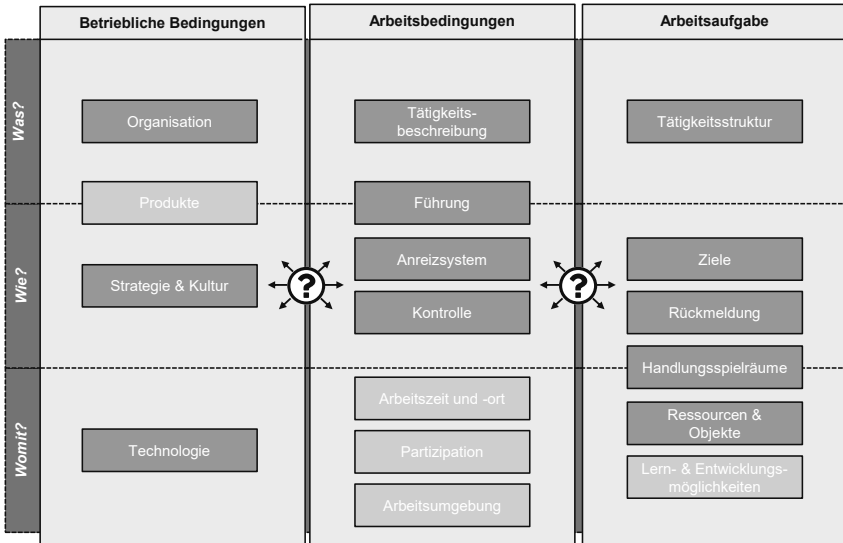 Betriebliche Bedingungen
Arbeitsbedingungen
Arbeitsaufgabe
Was?
Organisation
Tätigkeits-
beschreibung
Tätigkeitsstruktur
Produkte
Führung
Wie?
Strategie & Kultur
?
Anreizsystem
Kontrolle
?
Ziele
Rückmeldung
Handlungsspielräume
Womit?
Technologie
Arbeitszeit und -ort
Partizipation
Arbeitsumgebung
Ressourcen &
Objekte
Lern- & Entwicklungs-
möglichkeiten